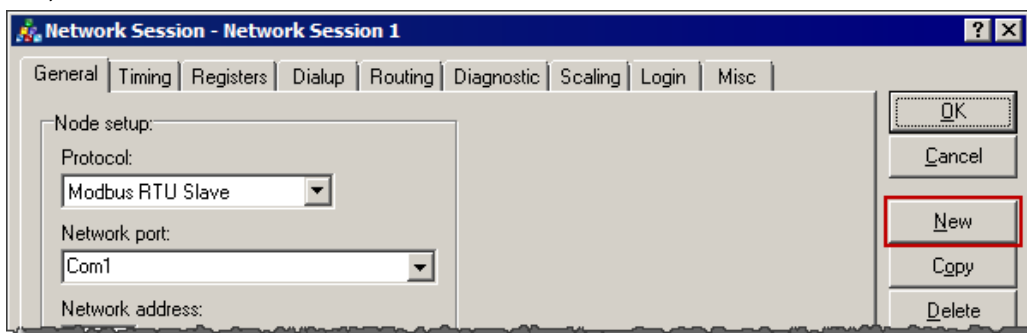 Network Session - Network Session 1
General Timing Registers Dialup Routing Diagnostic Scaling Login Misc
OK
Node setup:
Protocol:
Cancel
Modbus RTU Slave
New
Network port:
Com1
Copy
Network address:
Delete